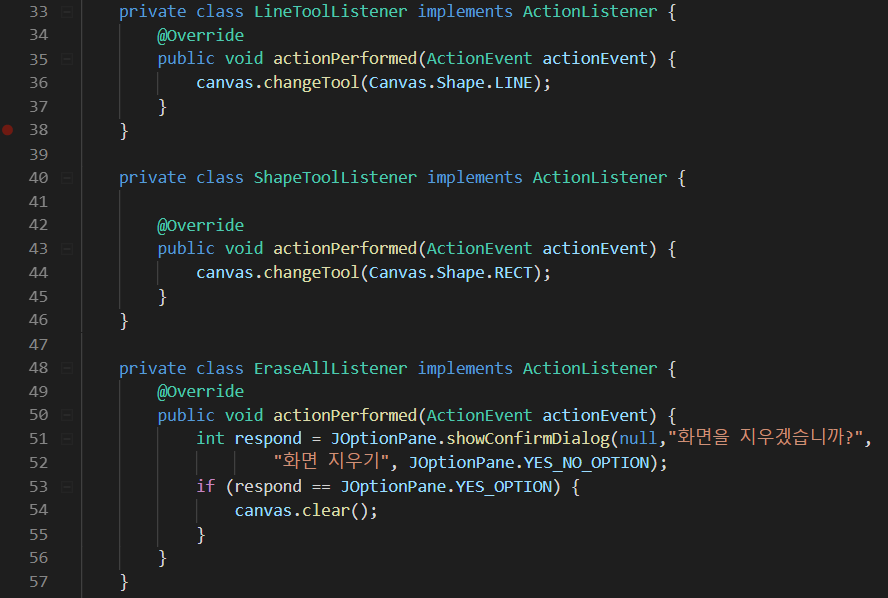 33 private class LineToolListener implements ActionListener {
34 @Override
35 public void actionPerformed(ActionEvent actionEvent) {
36 canvas.changeTool(Canvas.Shape.LINE);
37 }
38 }
39
40 private class ShapeToolListener implements ActionListener {
41
42 @Override
43 public void actionPerformed(ActionEvent actionEvent) {
44 canvas.changeTool(Canvas.Shape.RECT);
45 }
46 }
47
48 private class EraseAllListener implements ActionListener {
49 @Override
50 public void actionPerformed(ActionEvent actionEvent) {
51 int respond = JOptionPane.showConfirmDialog(null,"화면을 지우겠습니까?",
52 "화면 지우기", JOptionPane.YES_NO_OPTION);
53 if (respond == JOptionPane.YES_OPTION) {
54 canvas.clear();
55 }
56 }
57 }